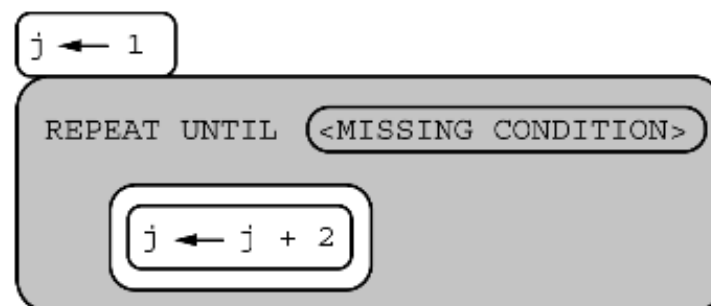 j ← 1
REPEAT UNTIL <MISSING CONDITION>
j ← j + 2